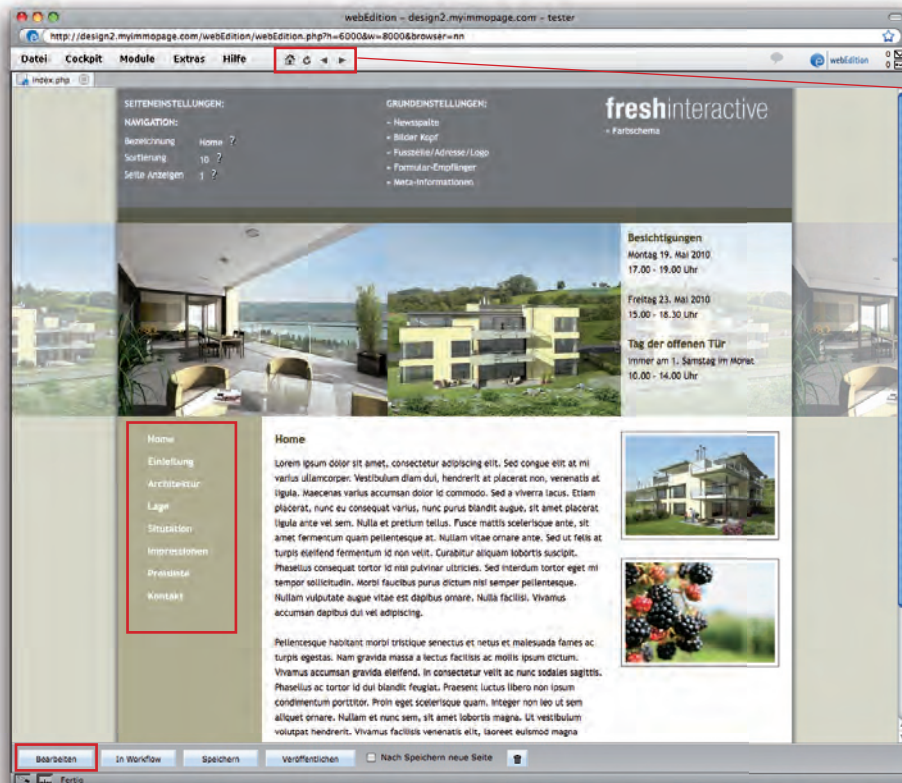 webEdition – design2.myimmopage.com – tester
http://design2.myimmopage.com/webEdition/webEdition.php?h=6000&w=8000&browser=nn
Datei Cockpit Module Extras Hilfe
webEdition
0
0
index.php
SEITENEINSTELLUNGEN:
NAVIGATION:
Bezeichnung Home ?
Sortierung 10 ?
Seite Anzeigen 1 ?
GRUNDEINSTELLUNGEN:
» Newsspalte
» Bilder Kopf
» Fusszeile/Adresse/Logo
» Formular-Empfänger
» Meta-Informationen
freshinteractive
» Farbschema
Besichtigungen
Montag 19. Mai 2010
17.00 - 19.00 Uhr
Freitag 23. Mai 2010
15.00 - 18.30 Uhr
Tag der offenen Tür
Immer am 1. Samstag im Monat
10.00 - 14.00 Uhr
Home
Einleitung
Architektur
Lage
Situtation
Impressionen
Preisliste
Kontakt
Home
Lorem ipsum dolor sit amet, consectetur adipiscing elit. Sed congue elit at mi
varius ullamcorper. Vestibulum diam dui, hendrerit at placerat non, venenatis at
ligula. Maecenas varius accumsan dolor id commodo. Sed a viverra lacus. Etiam
placerat, nunc eu consequat varius, nunc purus blandit augue, sit amet placerat
ligula ante vel sem. Nulla et pretium tellus. Fusce mattis scelerisque ante, sit
amet fermentum quam pellentesque at. Nullam vitae ornare ante. Sed ut felis at
turpis eleifend fermentum id non velit. Curabitur aliquam lobortis suscipit.
Phasellus consequat tortor id nisi pulvinar ultricies. Sed interdum tortor eget mi
tempor sollicitudin. Morbi faucibus purus dictum nisl semper pellentesque.
Nullam vulputate augue vitae est dapibus ornare. Nulla facilisi. Vivamus
accumsan dapibus dui vel adipiscing.
Pellentesque habitant morbi tristique senectus et netus et malesuada fames ac
turpis egestas. Nam gravida massa a lectus facilisis ac mollis ipsum dictum.
Vivamus accumsan gravida eleifend. In consectetur velit ac nunc sodales sagittis.
Phasellus ac tortor id dui blandit feugiat. Praesent luctus libero non ipsum
condimentum porttitor. Proin eget scelerisque quam. Integer non leo ut sem
aliquet ornare. Nullam et nunc sem, sit amet lobortis magna. Ut vestibulum
volutpat hendrerit. Vivamus facilisis venenatis elit, laoreet euismod magna
Bearbeiten In Workflow Speichern Veröffentlichen Nach Speichern neue Seite
Fertig